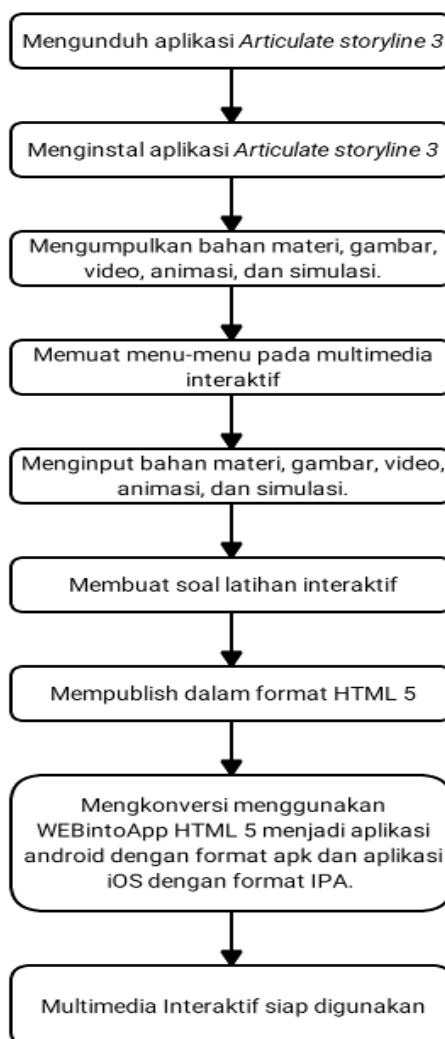 Mengunduh aplikasi Articulate storyline 3
Menginstal aplikasi Articulate storyline 3
Mengumpulkan bahan materi, gambar,
video, animasi, dan simulasi.
Memuat menu-menu pada multimedia
interaktif
Menginput bahan materi, gambar, video,
animasi, dan simulasi.
Membuat soal latihan interaktif
Mempublish dalam format HTML 5
Mengkonversi menggunakan
WEBintoApp HTML 5 menjadi aplikasi
android dengan format apk dan aplikasi
iOS dengan format IPA.
Multimedia Interaktif siap digunakan